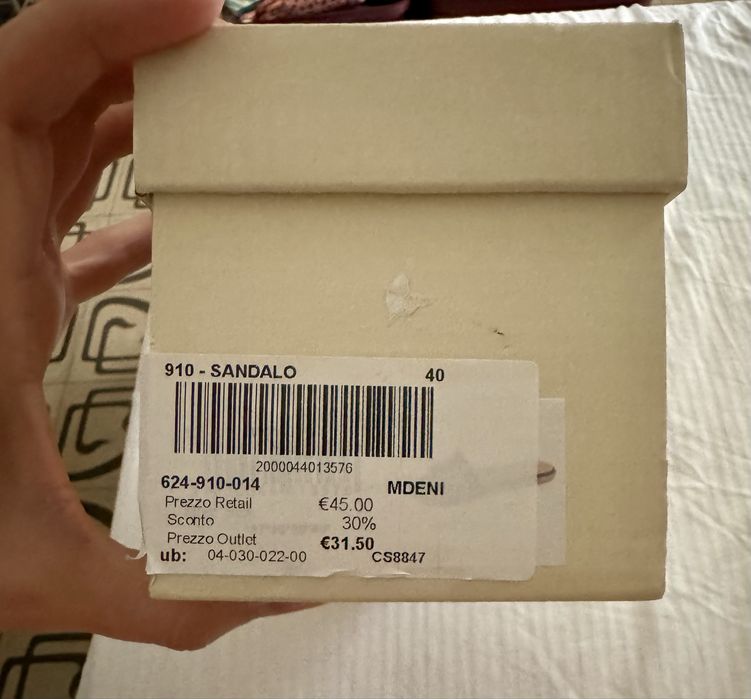 910 - SANDALO 40
2000044013576
624-910-014 MDENI
Prezzo Retail €45.00
Sconto 30%
Prezzo Outlet €31.50
ub: 04-030-022-00 CS8847